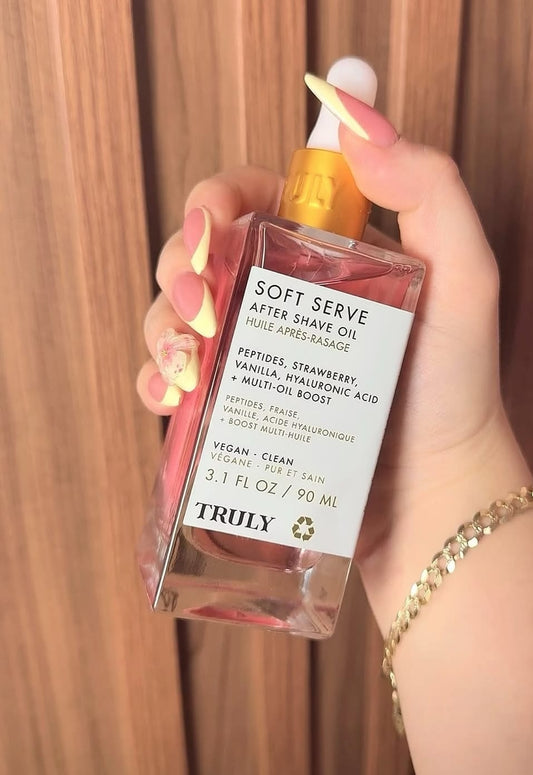 ULY
SOFT SERVE
AFTER SHAVE OIL
HUILE APRÈS-RASAGE
PEPTIDES, STRAWBERRY,
VANILLA, HYALURONIC ACID
+ MULTI-OIL BOOST
PEPTIDES, FRAISE,
VANILLE, ACIDE HYALURONIQUE
+ BOOST MULTI-HUILE
VEGAN - CLEAN
VÉGANE - PUR ET SAIN
3.1 FL OZ / 90 ML
TRULY